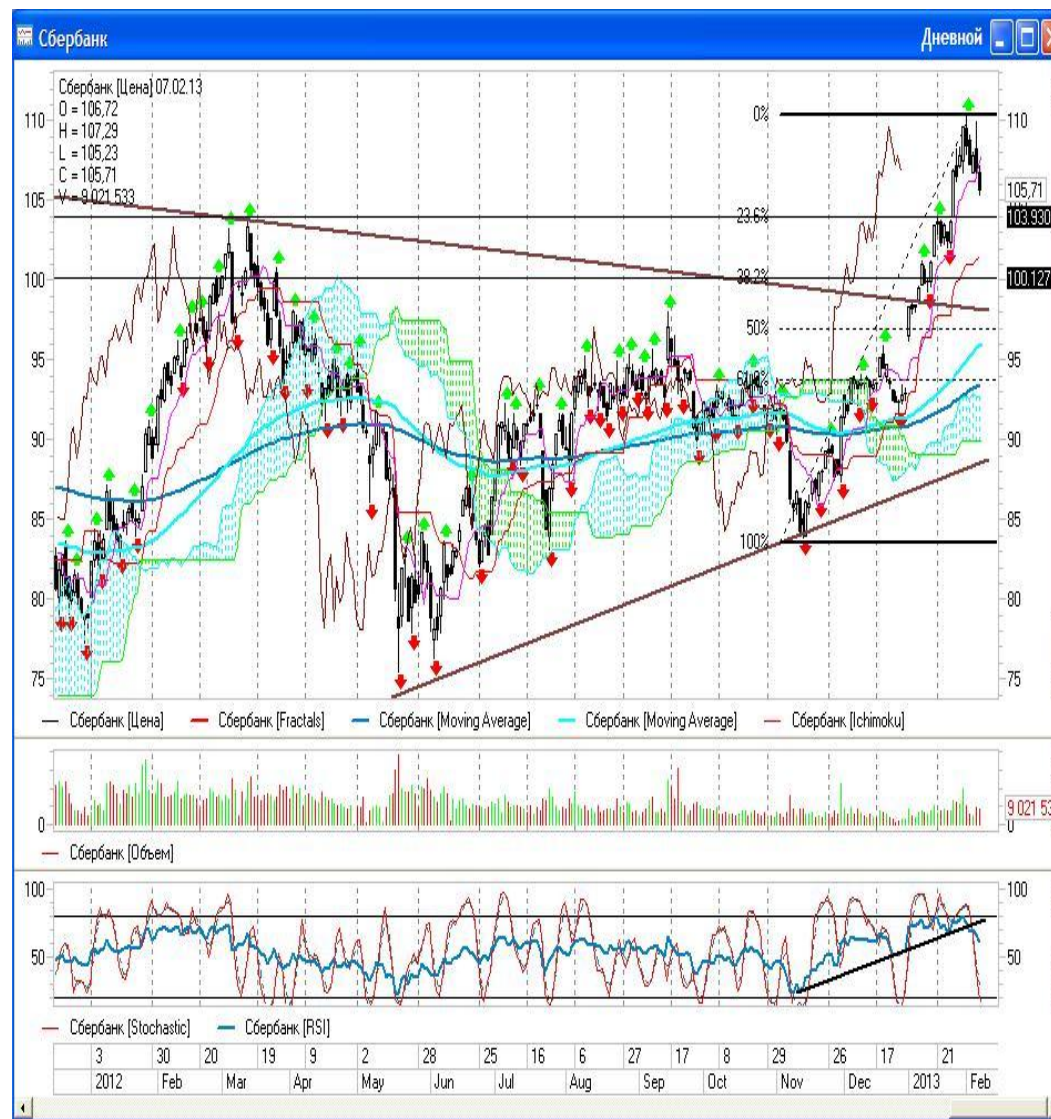 Сбербанк Дневной
Сбербанк [Цена] 07.02.13
O = 106,72
H = 107,29
L = 105,23
C = 105,71
V = 9 021 533
110 0% 110
105 105,71
23.6% 103.930
100 38.2% 100.127
95 50% 95
61.8%
90 90
85 85
100%
80 80
75 75
Сбербанк [Цена] Сбербанк [Fractals] Сбербанк [Moving Average] Сбербанк [Moving Average] Сбербанк [Ichimoku]
9 021 53
0 0
Сбербанк [Объем]
100 100
50 50
Сбербанк [Stochastic] Сбербанк [RSI]
3 30 20 19 9 2 28 25 16 6 27 17 8 29 26 17 21
2012 Feb Mar Apr May Jun Jul Aug Sep Oct Nov Dec 2013 Feb